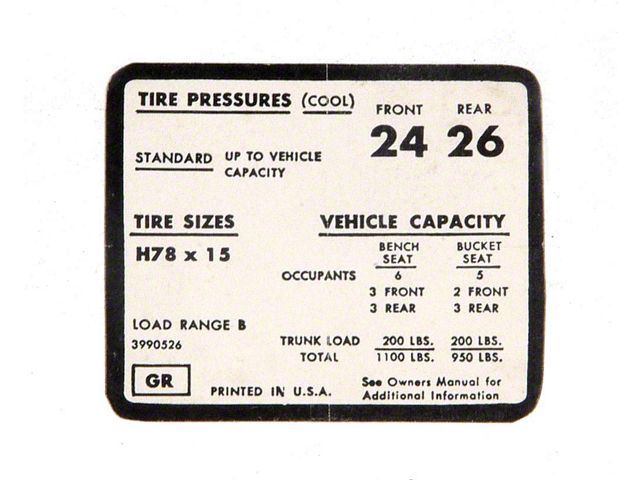 TIRE PRESSURES (COOL) FRONT REAR
24 26
STANDARD UP TO VEHICLE
CAPACITY
TIRE SIZES VEHICLE CAPACITY
H78 x 15 BENCH SEAT BUCKET SEAT
OCCUPANTS 6 5
3 FRONT 2 FRONT
3 REAR 3 REAR
LOAD RANGE B
3990526
TRUNK LOAD 200 LBS. 200 LBS.
TOTAL 1100 LBS. 950 LBS.
GR
PRINTED IN U.S.A.
See Owners Manual for
Additional Information